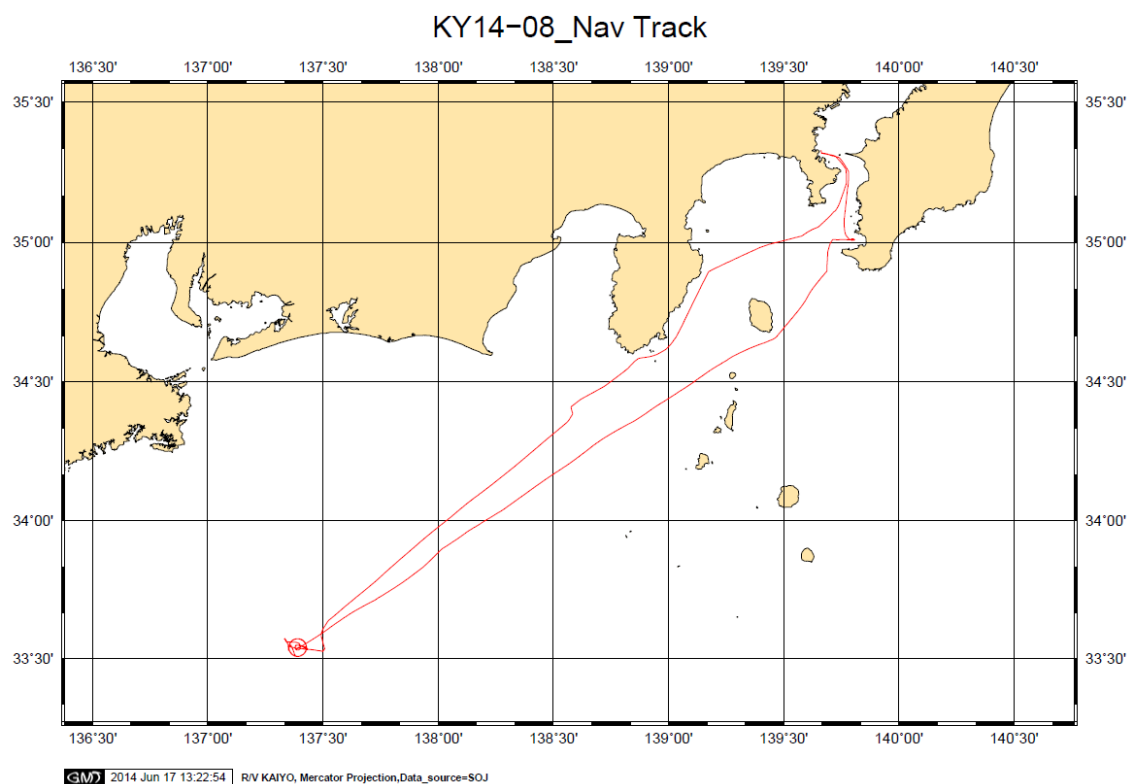 KY14−08_Nav Track
136˚30' 137˚00' 137˚30' 138˚00' 138˚30' 139˚00' 139˚30' 140˚00' 140˚30'
35˚30' 35˚30'
35˚00' 35˚00'
34˚30' 34˚30'
34˚00' 34˚00'
33˚30' 33˚30'
136˚30' 137˚00' 137˚30' 138˚00' 138˚30' 139˚00' 139˚30' 140˚00' 140˚30'
GMT 2014 Jun 17 13:22:54 R/V KAIYO, Mercator Projection,Data_source=SOJ